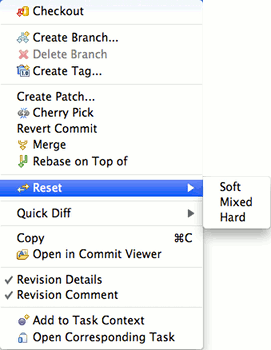 Checkout
Create Branch...
Delete Branch
Create Tag...
Create Patch...
Cherry Pick
Revert Commit
Merge
Rebase on Top of
Reset
Soft
Mixed
Hard
Quick Diff
Copy ⌘C
Open in Commit Viewer
Revision Details
Revision Comment
Add to Task Context
Open Corresponding Task